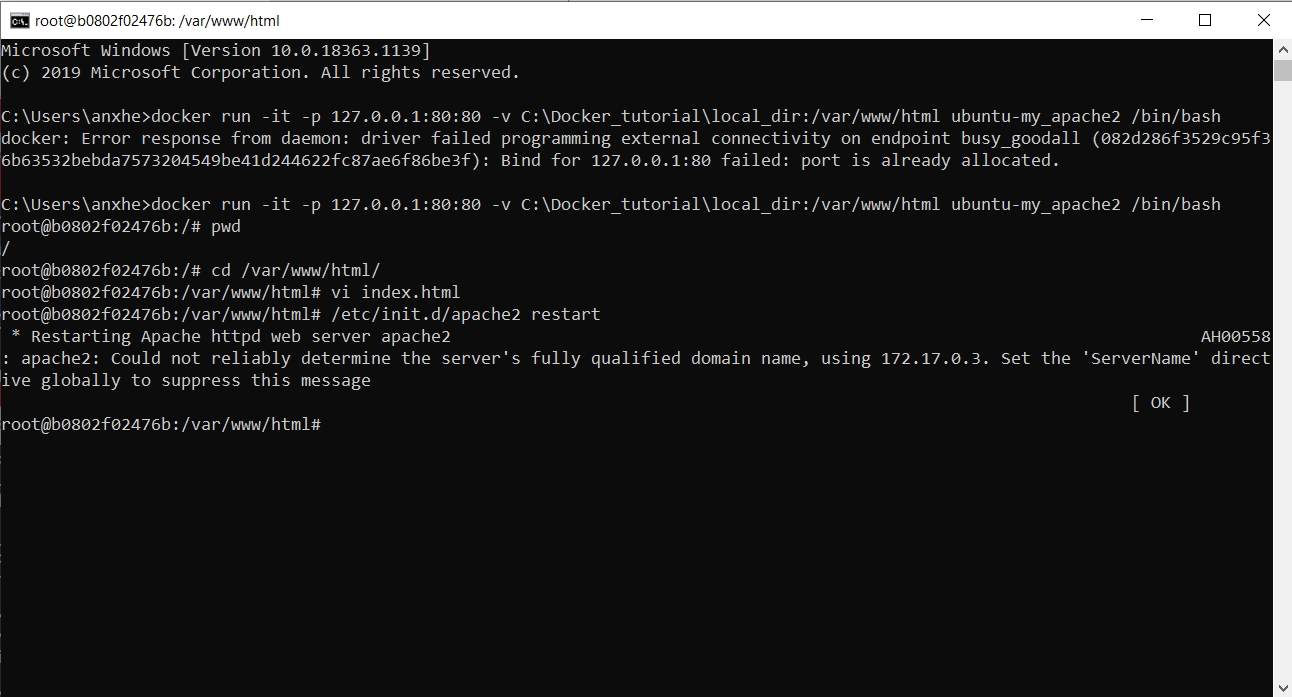 root@b0802f02476b: /var/www/html
Microsoft Windows [Version 10.0.18363.1139]
(c) 2019 Microsoft Corporation. All rights reserved.
C:\Users\anxhe>docker run -it -p 127.0.0.1:80:80 -v C:\Docker_tutorial\local_dir:/var/www/html ubuntu-my_apache2 /bin/bash
docker: Error response from daemon: driver failed programming external connectivity on endpoint busy_goodall (082d286f3529c95f3
6b63532bebda7573204549be41d244622fc87ae6f86be3f): Bind for 127.0.0.1:80 failed: port is already allocated.
C:\Users\anxhe>docker run -it -p 127.0.0.1:80:80 -v C:\Docker_tutorial\local_dir:/var/www/html ubuntu-my_apache2 /bin/bash
root@b0802f02476b:/# pwd
/
root@b0802f02476b:/# cd /var/www/html/
root@b0802f02476b:/var/www/html# vi index.html
root@b0802f02476b:/var/www/html# /etc/init.d/apache2 restart
 * Restarting Apache httpd web server apache2 AH00558
: apache2: Could not reliably determine the server's fully qualified domain name, using 172.17.0.3. Set the 'ServerName' direct
ive globally to suppress this message
[ OK ]
root@b0802f02476b:/var/www/html#